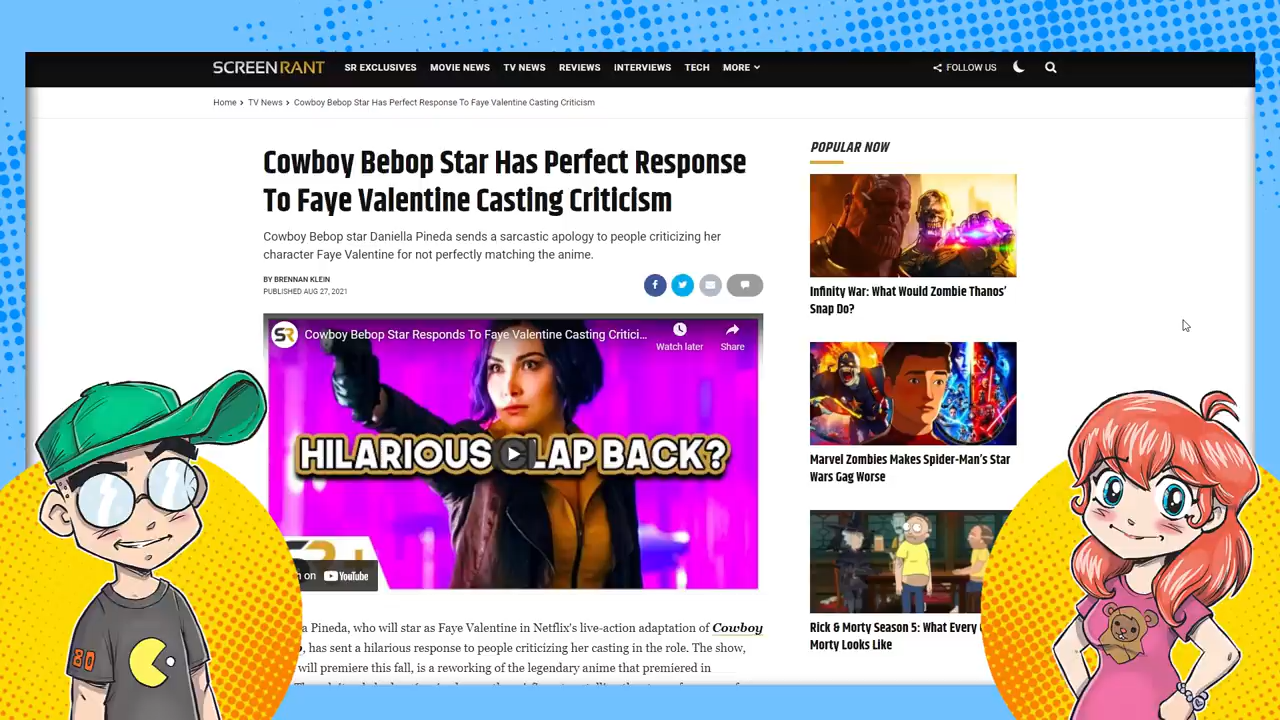 SCREENRANT
SR EXCLUSIVES MOVIE NEWS TV NEWS REVIEWS INTERVIEWS TECH MORE
FOLLOW US
Home > TV News > Cowboy Bebop Star Has Perfect Response To Faye Valentine Casting Criticism
Cowboy Bebop Star Has Perfect Response
To Faye Valentine Casting Criticism
Cowboy Bebop star Daniella Pineda sends a sarcastic apology to people criticizing her
character Faye Valentine for not perfectly matching the anime.
BY BRENNAN KLEIN
PUBLISHED AUG 27, 2021
SR
Cowboy Bebop Star Responds To Faye Valentine Casting Critici...
Watch later
Share
HILARIOUS CLAP BACK?
n on YouTube
a Pineda, who will star as Faye Valentine in Netflix's live-action adaptation of Cowboy
, has sent a hilarious response to people criticizing her casting in the role. The show,
will premiere this fall, is a reworking of the legendary anime that premiered in
POPULAR NOW
Infinity War: What Would Zombie Thanos'
Snap Do?
Marvel Zombies Makes Spider-Man's Star
Wars Gag Worse
Rick & Morty Season 5: What Every
Morty Looks Like
80